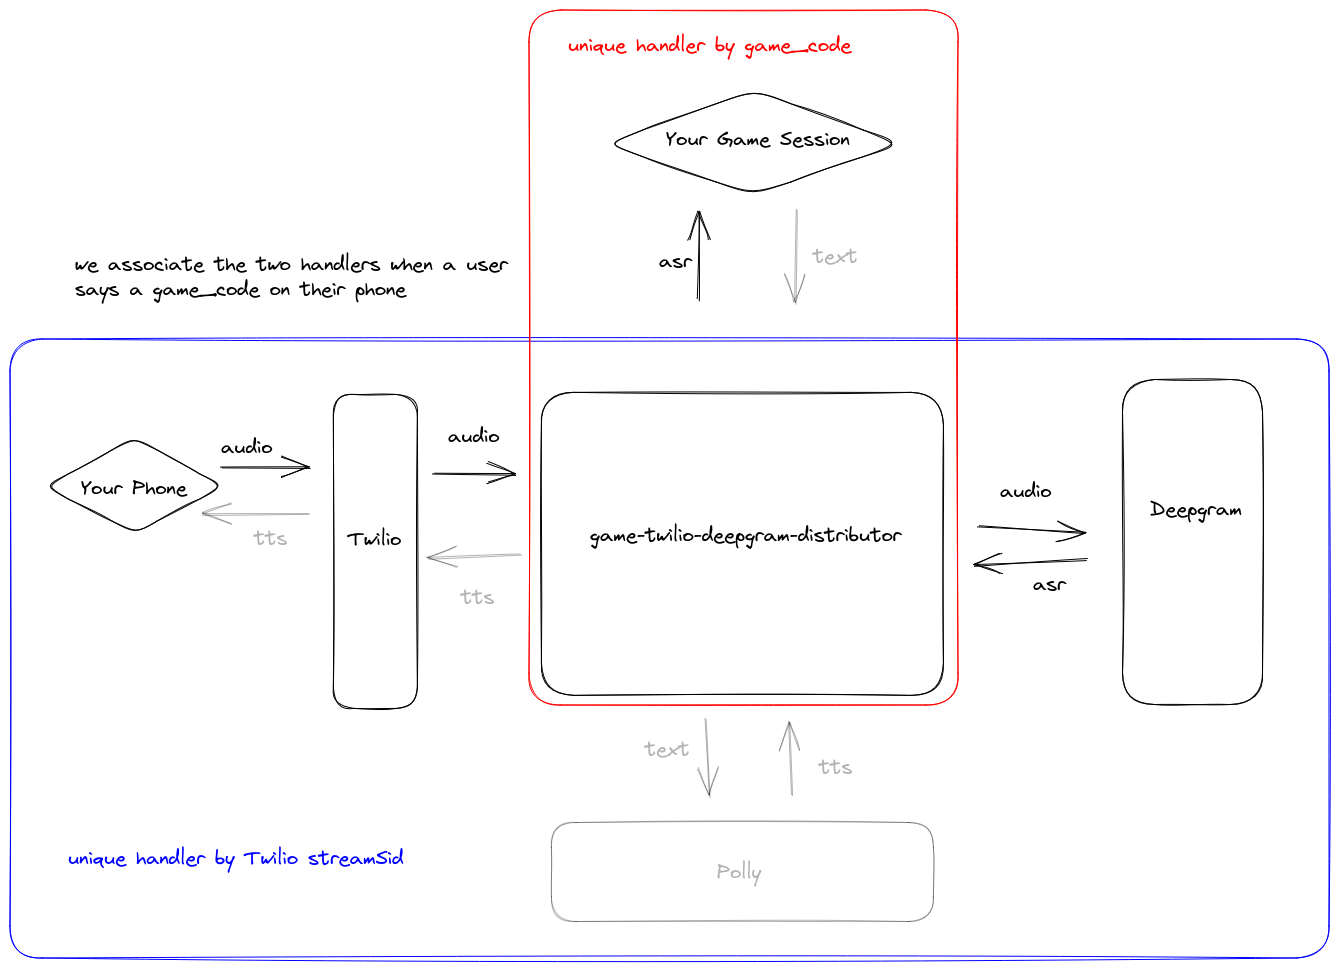 unique handler by game_code
Your Game Session
asr
text
we associate the two handlers when a user
says a game_code on their phone
audio
audio
Your Phone
audio
Deepgram
tts
Twilio
game-twilio-deepgram-distributor
tts
asr
text
tts
unique handler by Twilio streamSid
Polly